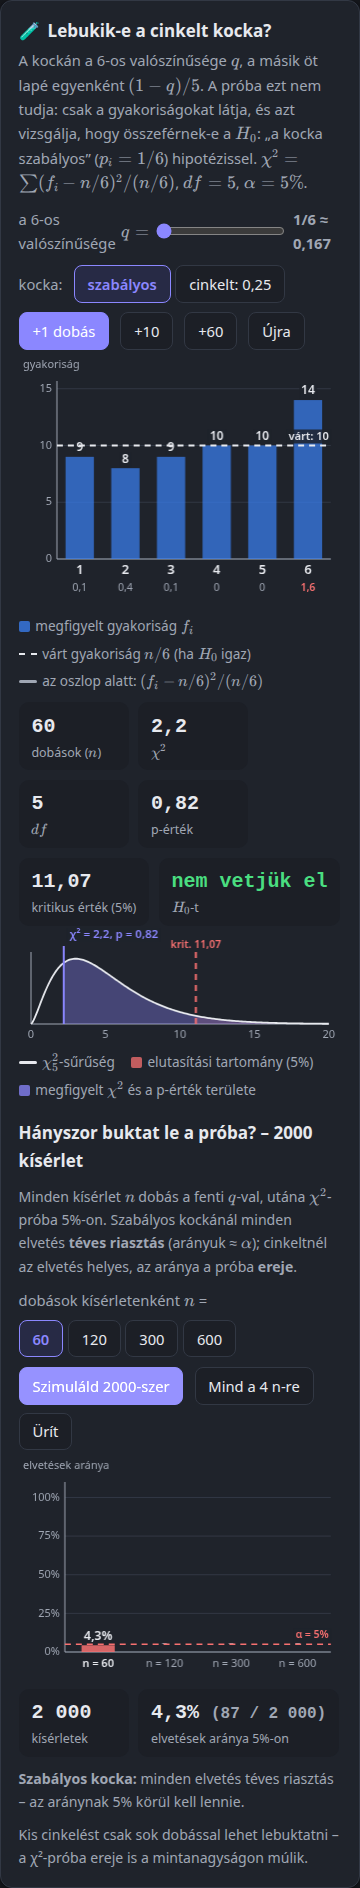 🧪 Lebukik-e a cinkelt kocka?
A kockán a 6-os valószínűsége q, a másik öt
lapé egyenként (1 − q)/5. A próba ezt nem
tudja: csak a gyakoriságokat látja, és azt
vizsgálja, hogy összeférnek-e a H₀: „a kocka
szabályos” (pᵢ = 1/6) hipotézissel. χ² =
∑(fᵢ − n/6)²/(n/6), df = 5, α = 5%.
a 6-os
valószínűsége q =
1/6 ≈
0,167
kocka: szabályos cinkelt: 0,25
+1 dobás +10 +60 Újra
gyakoriság
15
10
5
0
9
8
9
10
10
14
várt: 10
1 2 3 4 5 6
0,1 0,4 0,1 0 0 1,6
megfigyelt gyakoriság fᵢ
várt gyakoriság n/6 (ha H₀ igaz)
az oszlop alatt: (fᵢ − n/6)²/(n/6)
60
dobások (n)
2,2
χ²
5
df
0,82
p-érték
11,07
kritikus érték (5%)
nem vetjük el
H₀-t
χ² = 2,2, p = 0,82
krit. 11,07
0 5 10 15 20
χ²₅-sűrűség elutasítási tartomány (5%)
megfigyelt χ² és a p-érték területe
Hányszor buktat le a próba? – 2000
kísérlet
Minden kísérlet n dobás a fenti q-val, utána χ²-
próba 5%-on. Szabályos kockánál minden
elvetés téves riasztás (arányuk ≈ α); cinkeltnél
az elvetés helyes, az aránya a próba ereje.
dobások kísérletenként n =
60 120 300 600
Szimuláld 2000-szer Mind a 4 n-re
Ürít
elvetések aránya
100%
75%
50%
25%
0%
4,3%
α = 5%
n = 60 n = 120 n = 300 n = 600
2 000
kísérletek
4,3% (87 / 2 000)
elvetések aránya 5%-on
Szabályos kocka: minden elvetés téves riasztás
– az aránynak 5% körül kell lennie.
Kis cinkelést csak sok dobással lehet lebuktatni –
a χ²-próba ereje is a mintanagyságon múlik.